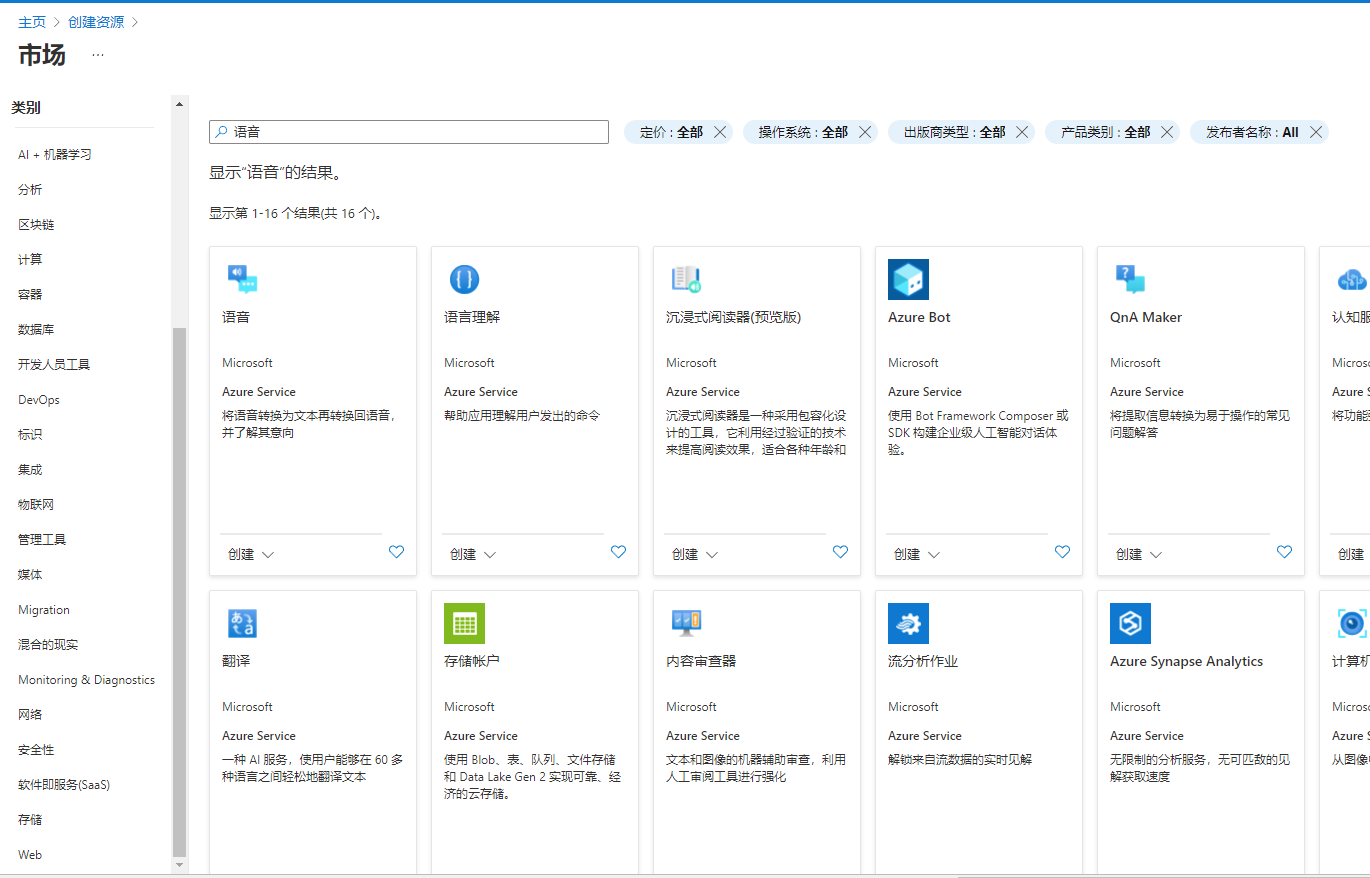 主页 > 创建资源 >
市场 ...
类别
AI + 机器学习
分析
区块链
计算
容器
数据库
开发人员工具
DevOps
标识
集成
物联网
管理工具
媒体
Migration
混合的现实
Monitoring & Diagnostics
网络
安全性
软件即服务(SaaS)
存储
Web
语音
定价 : 全部
操作系统 : 全部
出版商类型 : 全部
产品类别 : 全部
发布者名称 : All
显示“语音”的结果。
显示第 1-16 个结果(共 16 个)。
语音
Microsoft
Azure Service
将语音转换为文本再转换回语音，
并了解其意向
创建
语言理解
Microsoft
Azure Service
帮助应用理解用户发出的命令
创建
沉浸式阅读器(预览版)
Microsoft
Azure Service
沉浸式阅读器是一种采用包容化设
计的工具，它利用经过验证的技术
来提高阅读效果，适合各种年龄和
创建
Azure Bot
Microsoft
Azure Service
使用 Bot Framework Composer 或
SDK 构建企业级人工智能对话体
验。
创建
QnA Maker
Microsoft
Azure Service
将提取信息转换为易于操作的常见
问题解答
创建
认知服
Micros
Azure S
将功能
创建
翻译
Microsoft
Azure Service
一种 AI 服务，使用户能够在 60 多
种语言之间轻松地翻译文本
存储帐户
Microsoft
Azure Service
使用 Blob、表、队列、文件存储
和 Data Lake Gen 2 实现可靠、经
济的云存储。
内容审查器
Microsoft
Azure Service
文本和图像的机器辅助审查，利用
人工审阅工具进行强化
流分析作业
Microsoft
Azure Service
解锁来自流数据的实时见解
Azure Synapse Analytics
Microsoft
Azure Service
无限制的分析服务，无可匹敌的见
解获取速度
计算机
Micros
Azure S
从图像